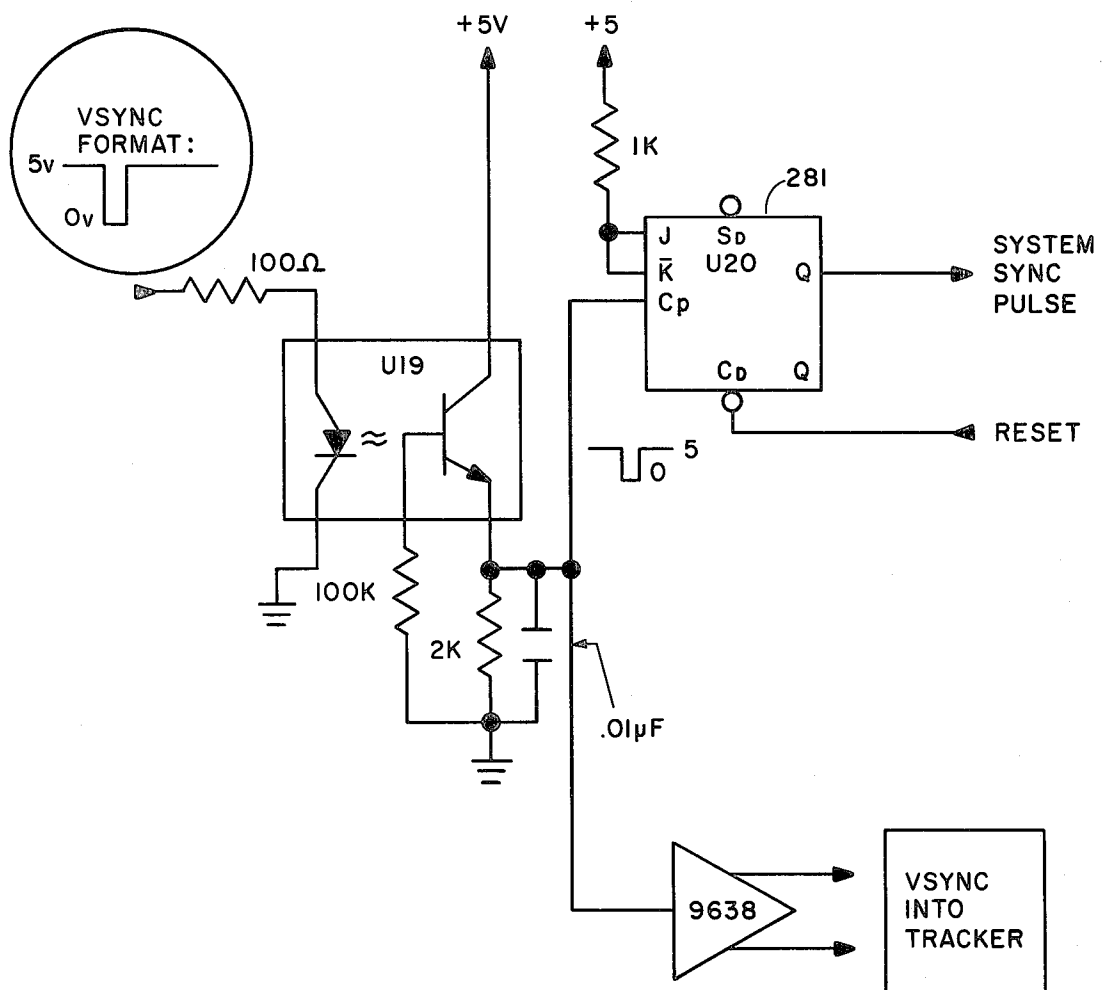 +5V
+5
VSYNC
FORMAT:
5v
0v
1K
281
100Ω
J
SD
K̅
U20
Q
Cp
SYSTEM
SYNC
PULSE
U19
CD
Q
≈
RESET
5
0
100K
2K
.01µF
9638
VSYNC
INTO
TRACKER